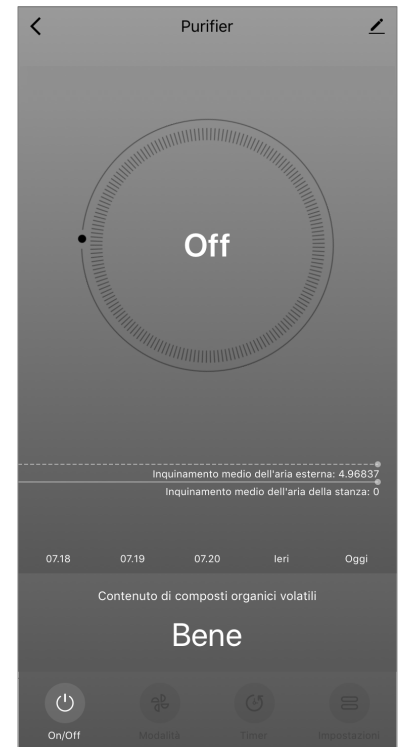 Purifier
Off
Inquinamento medio dell'aria esterna: 4.96837
Inquinamento medio dell'aria della stanza: 0
07.18 07.19 07.20 Ieri Oggi
Contenuto di composti organici volatili
Bene
On/Off Modalità Timer Impostazioni